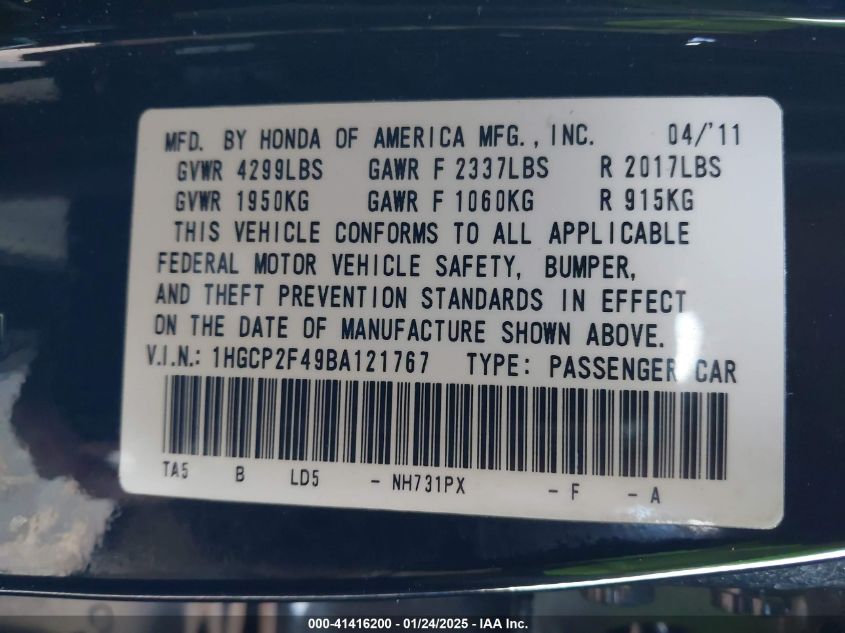 MFD. BY HONDA OF AMERICA MFG., INC. 04/'11
GVWR 4299LBS GAWR F 2337LBS R 2017LBS
GVWR 1950KG GAWR F 1060KG R 915KG
THIS VEHICLE CONFORMS TO ALL APPLICABLE
FEDERAL MOTOR VEHICLE SAFETY, BUMPER,
AND THEFT PREVENTION STANDARDS IN EFFECT
ON THE DATE OF MANUFACTURE SHOWN ABOVE.
V.I.N.: 1HGCP2F49BA121767 TYPE: PASSENGER CAR
TA5 B LD5 - NH731PX - F - A
000-41416200 - 01/24/2025 - IAA Inc.